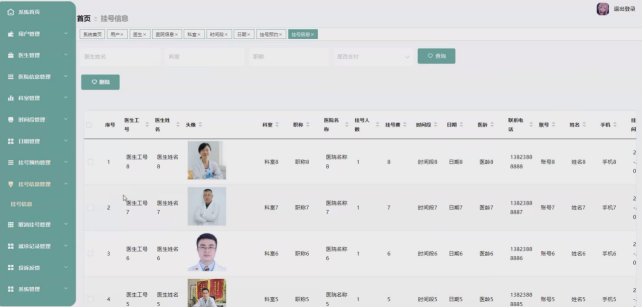 系统首页
退出登录
首页 : 挂号信息
用户管理
系统首页 用户× 医生× 医院信息× 科室× 时间段× 日期× 挂号预约× 挂号信息×
医生管理
医生姓名 科室 职称 是否支付 查询
医院信息管理
删除
科室管理
时间段管理
序号 医生工号 医生姓名 头像 科室 职称 医院名称 挂号人数 挂号费 时间段 日期 医龄 联系电话 账号 姓名 手机
日期管理
挂号预约管理
1 医生工号8 医生姓名8 科室8 职称8 医院名称8 1 8 时间段8 日期8 医龄8 13823888888 账号8 姓名8 手机8
挂号信息管理
挂号信息
2 医生工号7 医生姓名7 科室7 职称7 医院名称7 1 7 时间段7 日期7 医龄7 13823888887 账号7 姓名7 手机7
取消挂号管理
就诊记录管理
3 医生工号6 医生姓名6 科室6 职称6 医院名称6 1 6 时间段6 日期6 医龄6 13823888886 账号6 姓名6 手机6
投诉反馈
系统管理
4 医生工号5 医生姓名5 科室5 职称5 医院名称5 1 5 时间段5 日期5 医龄5 13823888885 账号5 姓名5 手机5